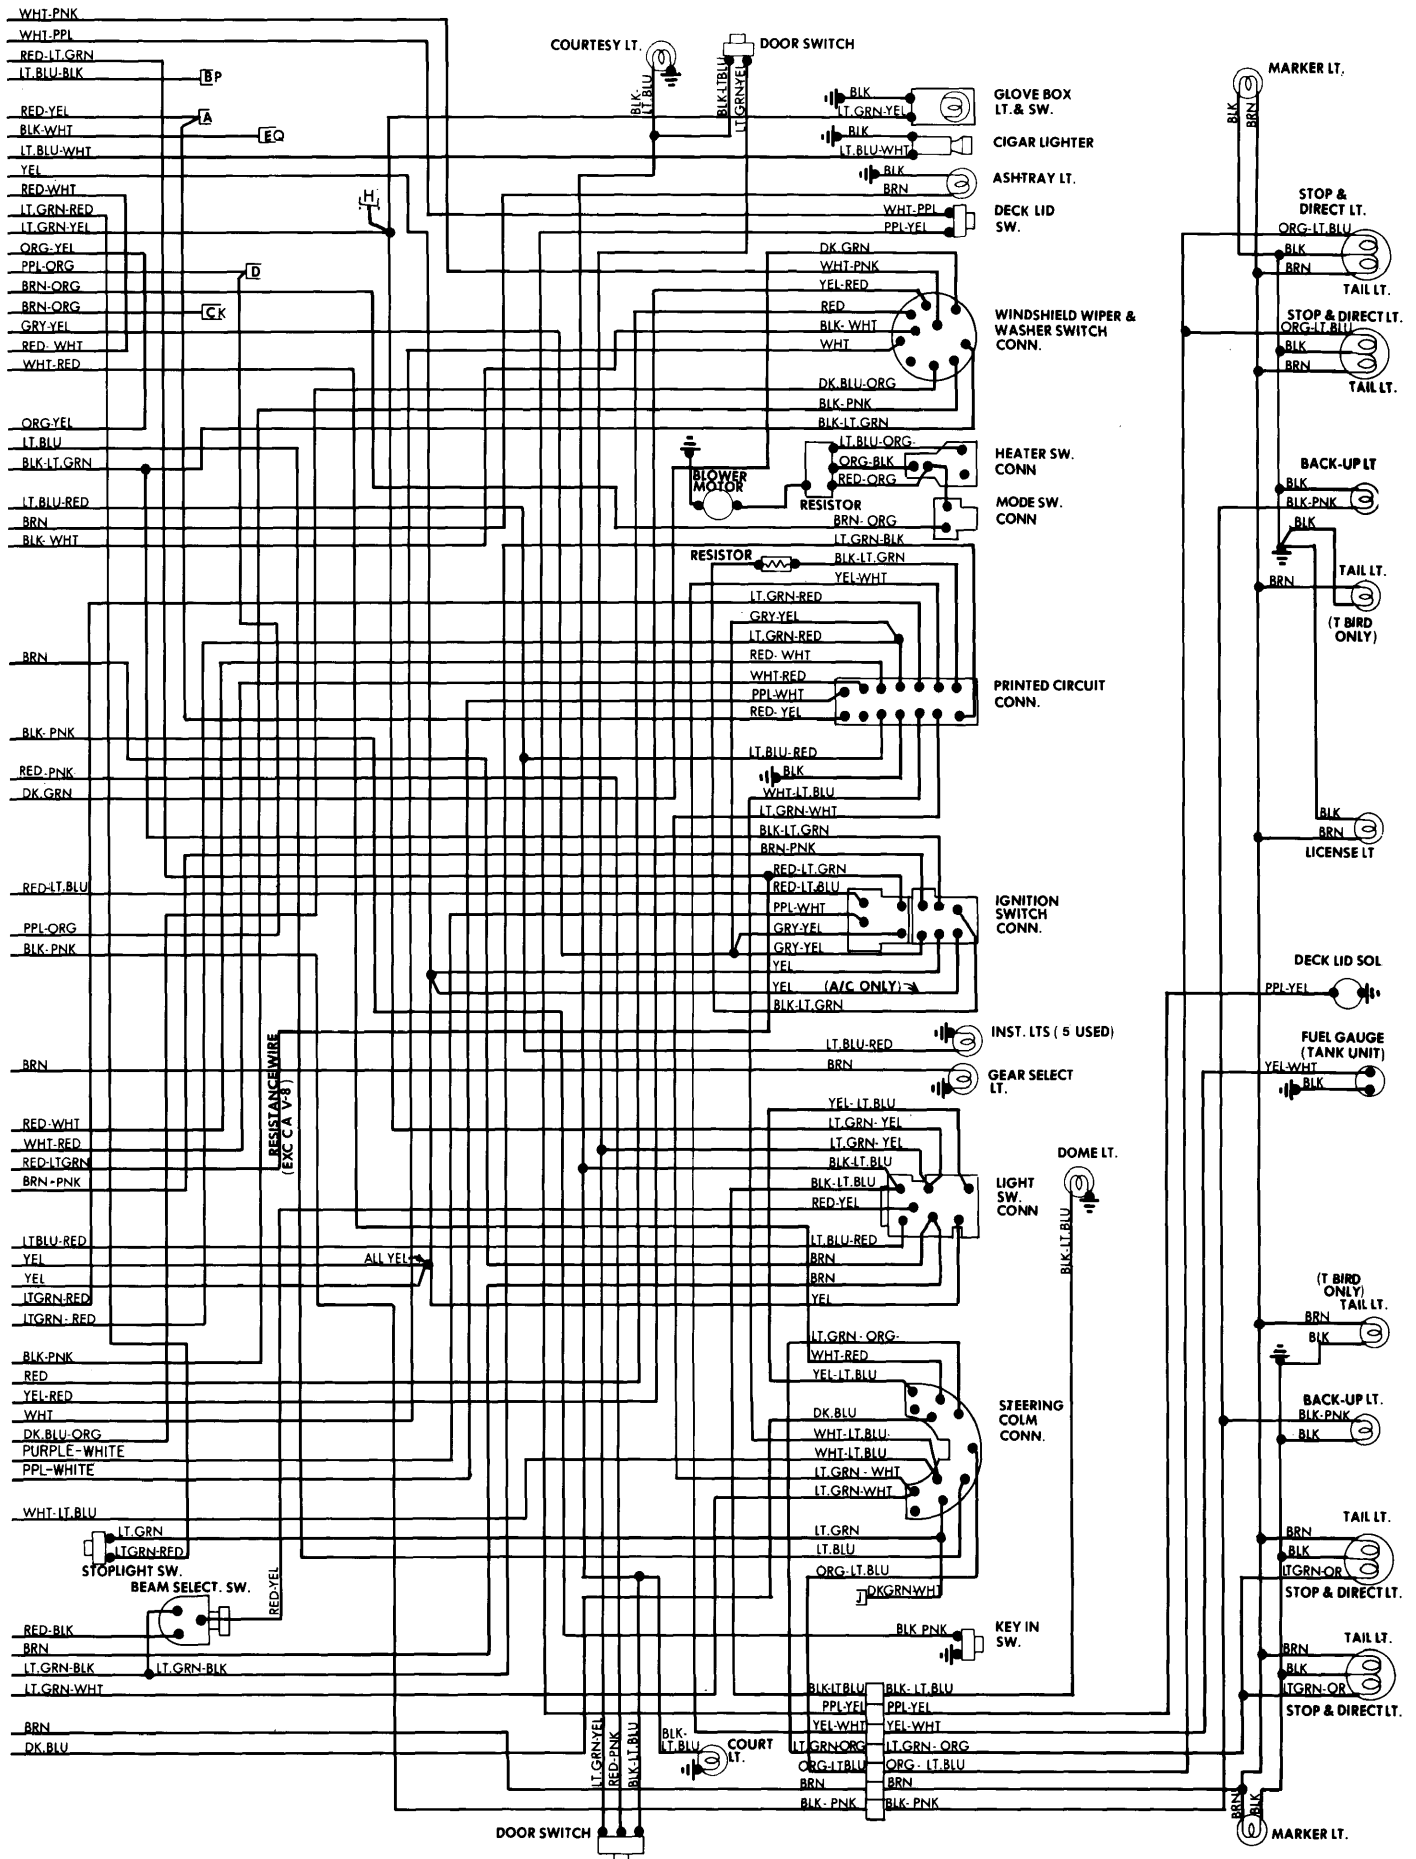 WHT-PNK
WHT-PPL
RED-LT.GRN
LT.BLU-BLK
BP
RED-YEL
A
BLK-WHT
EQ
LT.BLU-WHT
YEL
RED-WHT
LT.GRN-RED
LT.GRN-YEL
H
ORG-YEL
PPL-ORG
D
BRN-ORG
BRN-ORG
CK
GRY-YEL
RED-WHT
WHT-RED
ORG-YEL
LT.BLU
BLK-LT.GRN
LT.BLU-RED
BRN
BLK-WHT
BRN
BLK-PNK
RED-PNK
DK.GRN
RED-LT.BLU
PPL-ORG
BLK-PNK
BRN
RESISTANCE WIRE
(EXC CA V-8)
RED-WHT
WHT-RED
RED-LTGRN
BRN-PNK
LTBLU-RED
YEL
ALL YEL
YEL
LTGRN-RED
LTGRN-RED
BLK-PNK
RED
YEL-RED
WHT
DK.BLU-ORG
PURPLE-WHITE
PPL-WHITE
WHT-LT.BLU
LT.GRN
LTGRN-RED
STOPLIGHT SW.
BEAM SELECT. SW.
RED-YEL
RED-BLK
BRN
LT.GRN-BLK
LT.GRN-BLK
LT.GRN-WHT
BRN
DK.BLU
COURTESY LT.
DOOR SWITCH
BLK-
LT.BLU
BLK-LTBLU
LT GRN-YEL
BLK
LT.GRN-YEL
GLOVE BOX
LT.& SW.
BLK
LT.BLU-WHT
CIGAR LIGHTER
BLK
BRN
ASHTRAY LT.
WHT-PPL
PPL-YEL
DECK LID
SW.
DK.GRN
WHT-PNK
YEL-RED
RED
BLK-WHT
WHT
WINDSHIELD WIPER &
WASHER SWITCH
CONN.
DK.BLU-ORG
BLK-PNK
BLK-LT.GRN
LT.BLU-ORG
ORG-BLK
RED-ORG
HEATER SW.
CONN
BLOWER
MOTOR
RESISTOR
BRN-ORG
MODE SW.
CONN
LT.GRN-BLK
RESISTOR
BLK-LT.GRN
YEL-WHT
LT.GRN-RED
GRY-YEL
LT.GRN-RED
RED-WHT
WHT-RED
PPL-WHT
RED-YEL
PRINTED CIRCUIT
CONN.
LT.BLU-RED
BLK
WHT-LT.BLU
LT.GRN-WHT
BLK-LT.GRN
BRN-PNK
RED-LT.GRN
RED-LT.BLU
PPL-WHT
GRY-YEL
GRY-YEL
YEL
YEL (A/C ONLY)
BLK-LT.GRN
IGNITION
SWITCH
CONN.
INST. LTS (5 USED)
LT.BLU-RED
BRN
GEAR SELECT
LT.
YEL-LT.BLU
LT.GRN-YEL
LT.GRN-YEL
BLK-LT.BLU
BLK-LT.BLU
RED-YEL
LIGHT
SW.
CONN
LT.BLU-RED
BRN
BRN
YEL
DOME LT.
BLK-LT.BLU
LT.GRN-ORG-
WHT-RED
YEL-LT.BLU
DK.BLU
WHT-LT.BLU
WHT-LT.BLU
LT.GRN-WHT
LT.GRN-WHT
STEERING
COLM
CONN.
LT.GRN
LT.BLU
ORG-LT.BLU
J
DKGRN-WHT
BLK PNK
KEY IN
SW.
BLK-LTBLU
BLK-LT.BLU
PPL-YEL
PPL-YEL
YEL-WHT
YEL-WHT
LT.GRN-ORG
LT.GRN-ORG
ORG-LTBLU
ORG-LT.BLU
BRN
BRN
BLK-PNK
BLK-PNK
BLK-
LT.BLU
COURT
LT.
LT.GRN-YEL
RED-PNK
BLK-LT.BLU
DOOR SWITCH
MARKER LT.
BLK
BRN
STOP &
DIRECT LT.
ORG-LT.BLU
BLK
BRN
TAIL LT.
STOP & DIRECT LT.
ORG-LT.BLU
BLK
BRN
TAIL LT.
BACK-UP LT
BLK
BLK-PNK
BLK
TAIL LT.
BRN
(T BIRD
ONLY)
BLK
BRN
LICENSE LT
DECK LID SOL
PPL-YEL
FUEL GAUGE
(TANK UNIT)
YEL-WHT
BLK
(T BIRD
ONLY)
TAIL LT.
BRN
BLK
BACK-UP LT.
BLK-PNK
BLK
TAIL LT.
BRN
BLK
LTGRN-OR
STOP & DIRECT LT.
TAIL LT.
BRN
BLK
LTGRN-OR
STOP & DIRECT LT.
BRN
BLK
MARKER LT.